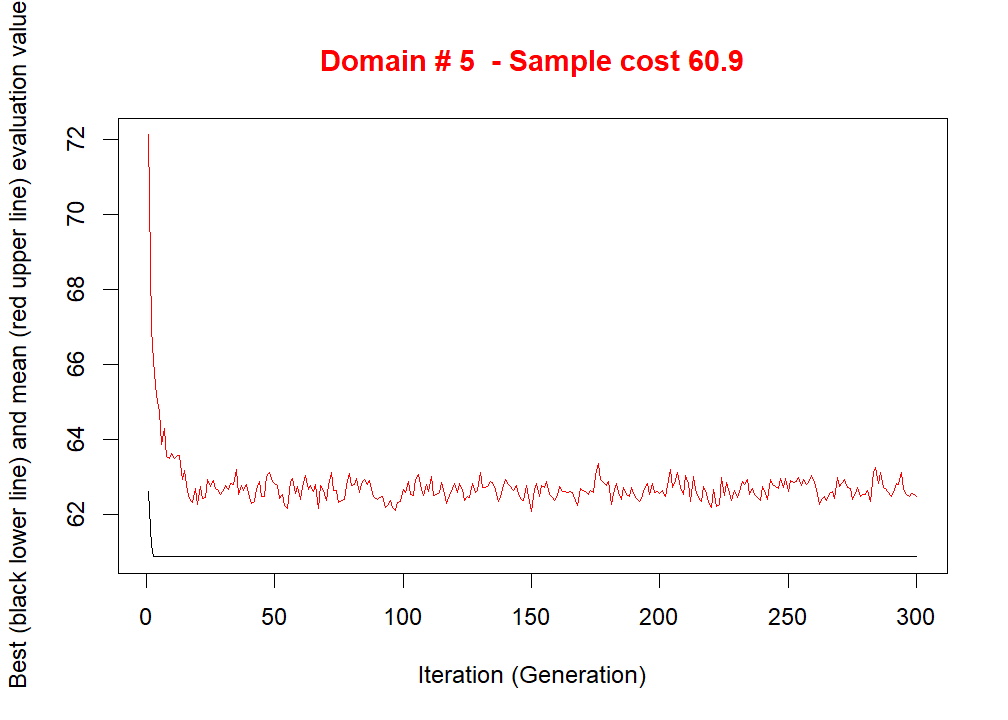 Domain # 5  - Sample cost 60.9
Best (black lower line) and mean (red upper line) evaluation value
72
70
68
66
64
62
0 50 100 150 200 250 300
Iteration (Generation)